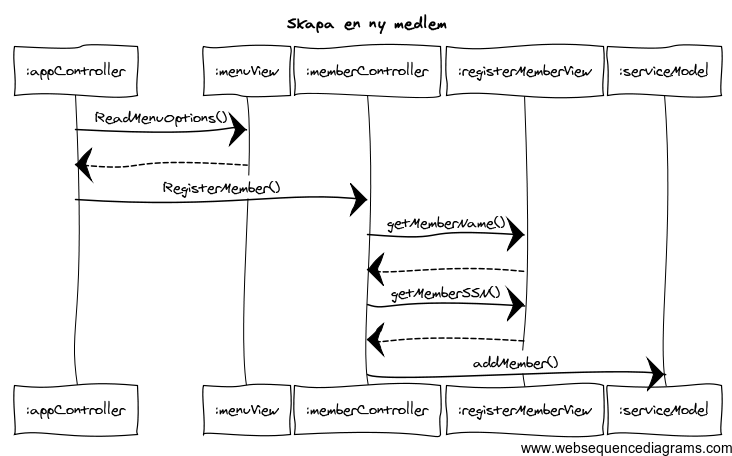 Skapa en ny medlem
:appController
:menuView
:memberController
:registerMemberView
:serviceModel
ReadMenuOptions()
RegisterMember()
getMemberName()
getMemberSSN()
addMember()
:appController
:menuView
:memberController
:registerMemberView
:serviceModel
www.websequencediagrams.com